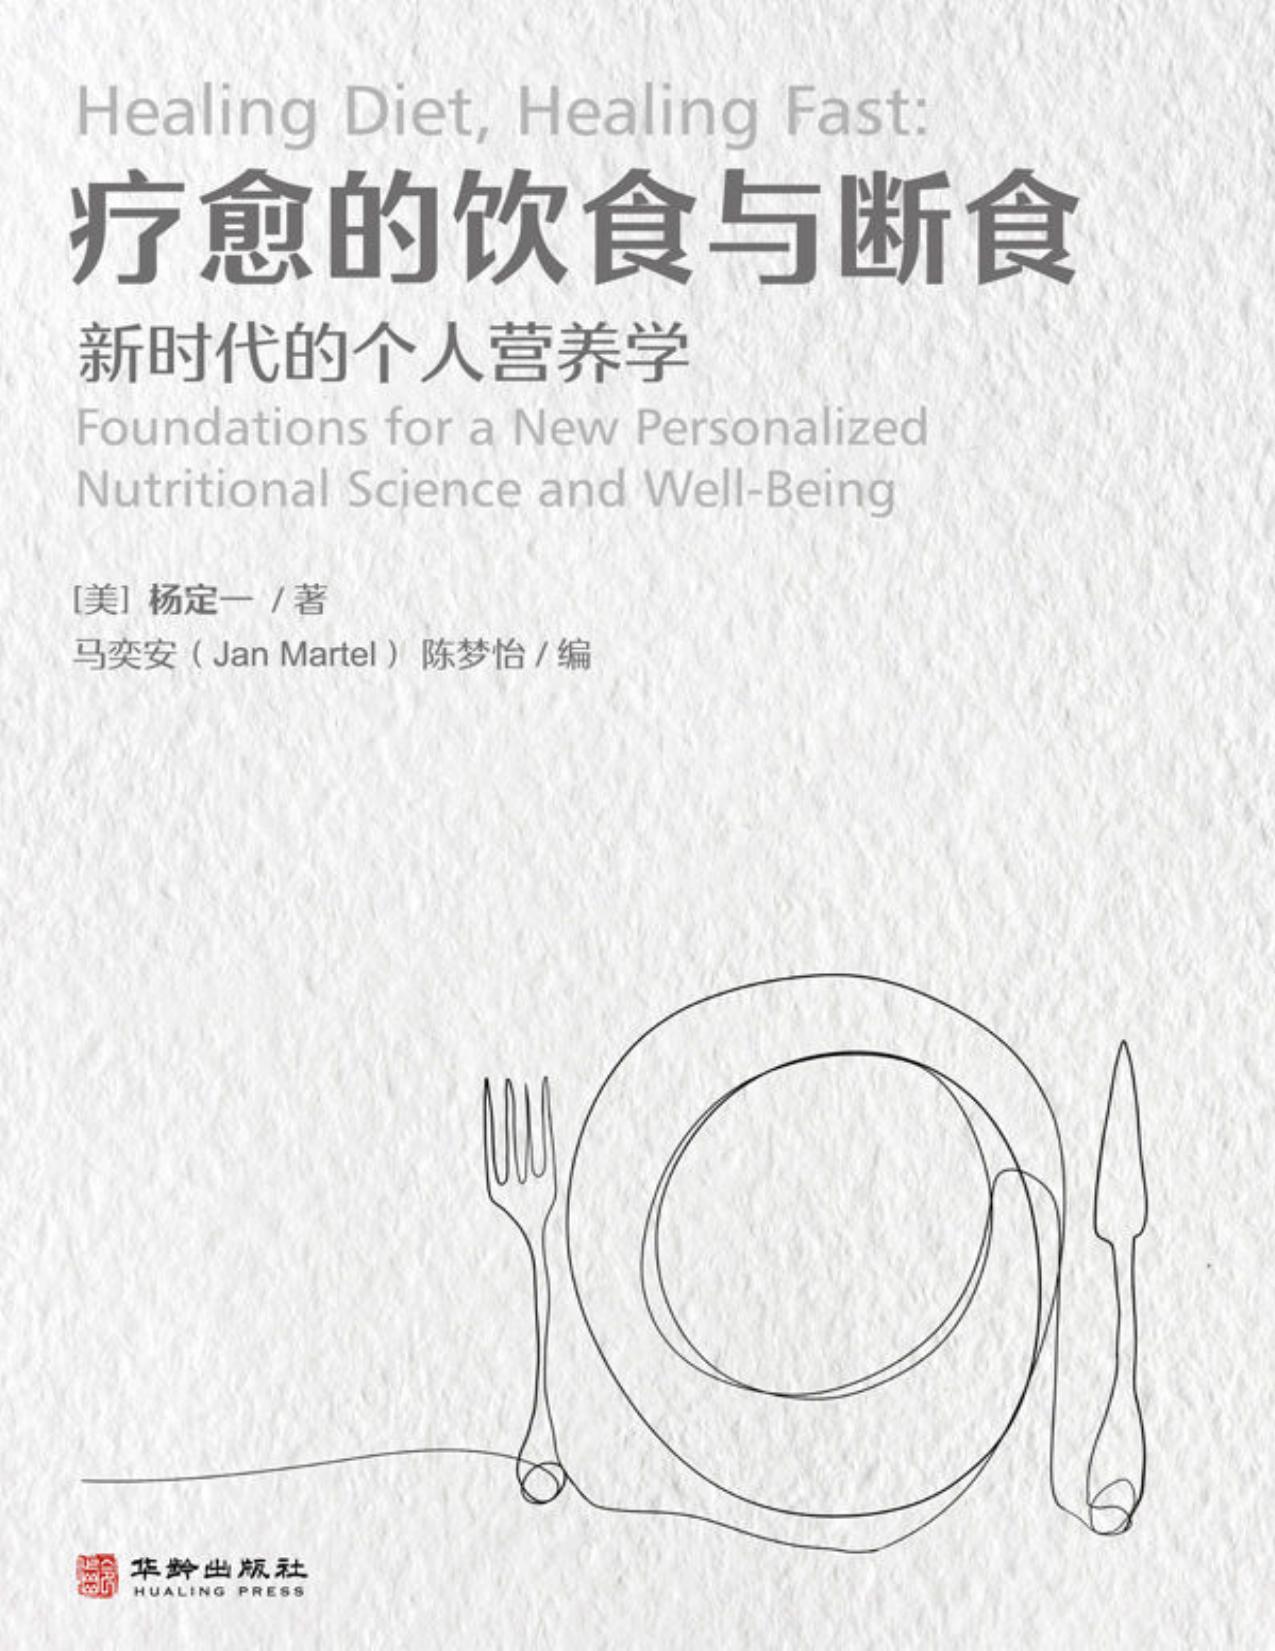 Healing Diet, Healing Fast:
疗愈的饮食与断食
新时代的个人营养学
Foundations for a New Personalized
Nutritional Science and Well-Being
[美] 杨定一 / 著
马奕安（Jan Martel） 陈梦怡 / 编
华龄出版社
HUALING PRESS